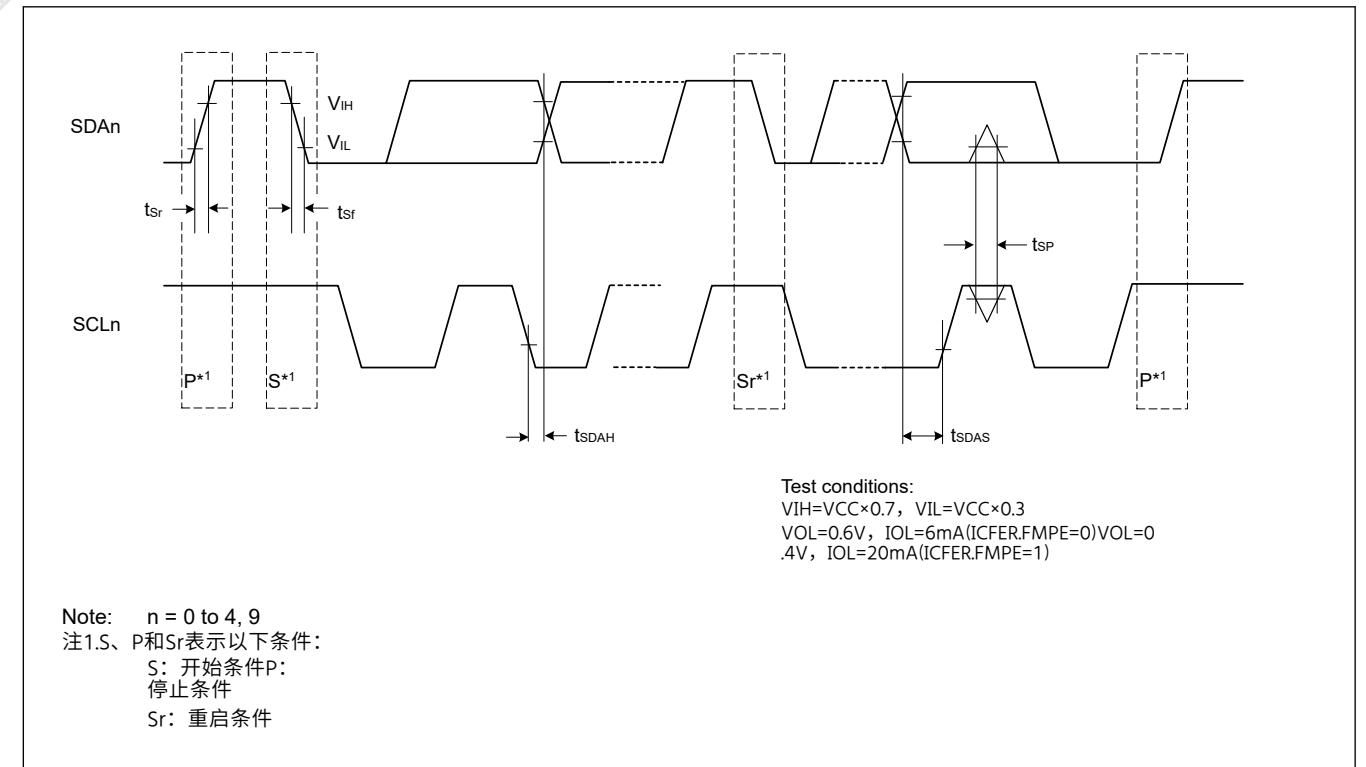 SDAn
VIH
VIL
tSr
tSf
tSP
SCLn
P*1
S*1
Sr*1
P*1
tSDAH
tSDAS
Test conditions:
VIH=VCC×0.7，VIL=VCC×0.3
VOL=0.6V，IOL=6mA(ICFER.FMPE=0)VOL=0
.4V，IOL=20mA(ICFER.FMPE=1)
Note: n = 0 to 4, 9
注1.S、P和Sr表示以下条件：
S：开始条件P：
停止条件
Sr：重启条件